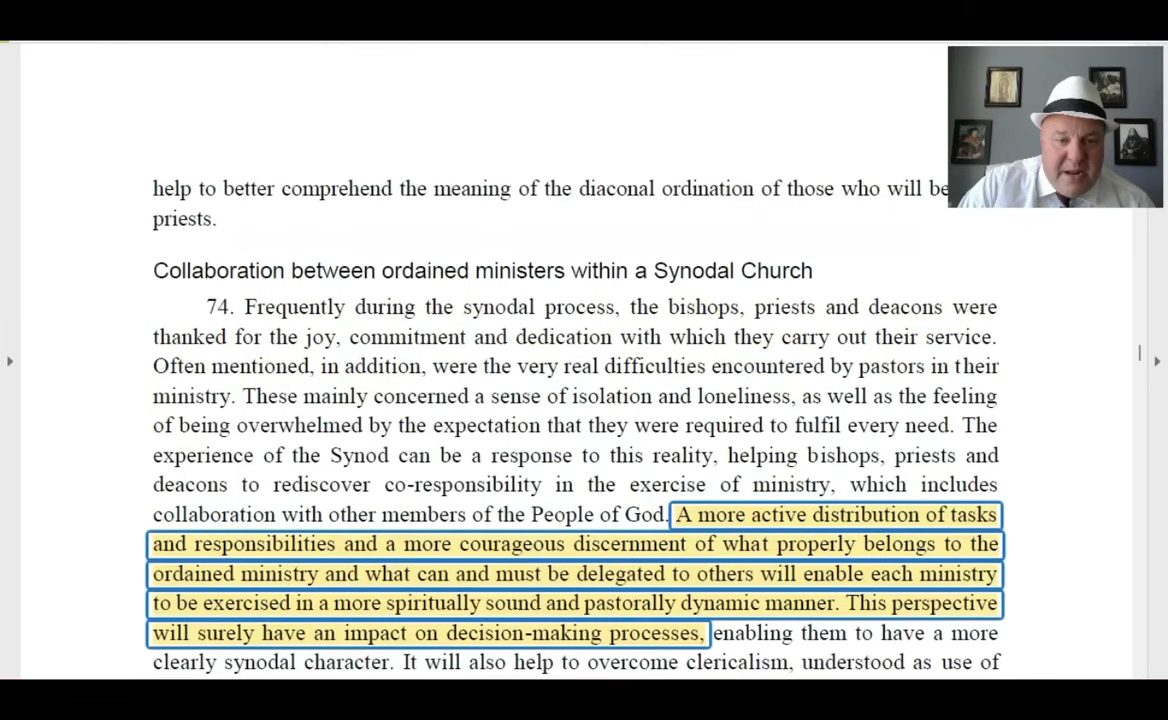 help to better comprehend the meaning of the diaconal ordination of those who will be
priests.
Collaboration between ordained ministers within a Synodal Church
74. Frequently during the synodal process, the bishops, priests and deacons were
thanked for the joy, commitment and dedication with which they carry out their service.
Often mentioned, in addition, were the very real difficulties encountered by pastors in their
ministry. These mainly concerned a sense of isolation and loneliness, as well as the feeling
of being overwhelmed by the expectation that they were required to fulfil every need. The
experience of the Synod can be a response to this reality, helping bishops, priests and
deacons to rediscover co-responsibility in the exercise of ministry, which includes
collaboration with other members of the People of God. A more active distribution of tasks
and responsibilities and a more courageous discernment of what properly belongs to the
ordained ministry and what can and must be delegated to others will enable each ministry
to be exercised in a more spiritually sound and pastorally dynamic manner. This perspective
will surely have an impact on decision-making processes, enabling them to have a more
clearly synodal character. It will also help to overcome clericalism, understood as use of